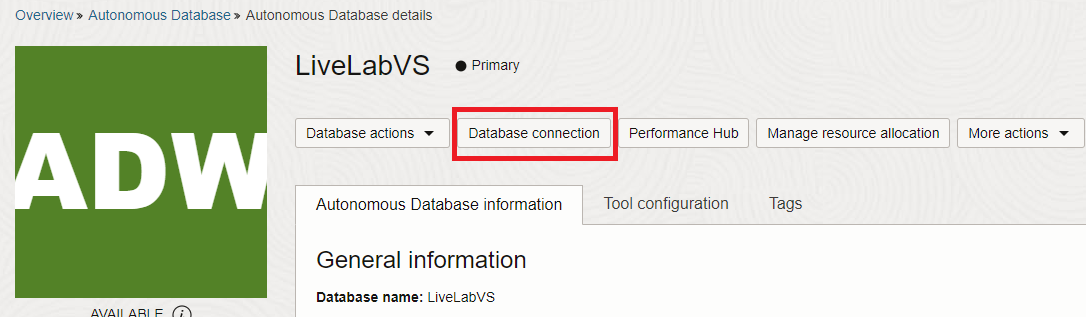 Overview » Autonomous Database » Autonomous Database details
ADW
LiveLabVS
Primary
Database actions
Database connection
Performance Hub
Manage resource allocation
More actions
Autonomous Database information
Tool configuration
Tags
General information
Database name: LiveLabVS
AVAILABLE